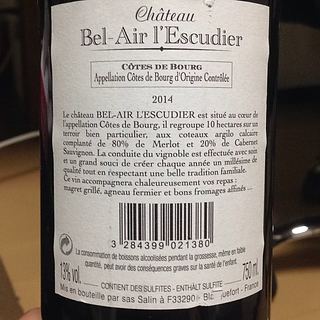 Château
Bel-Air l'Escudier
CÔTES DE BOURG
Appellation Côtes de Bourg d'Origine Contrôlée
2014
Le château BEL-AIR L'ESCUDIER est situé au cœur de
l'appellation Côtes de Bourg, il regroupe 10 hectares sur un
terroir bien particulier, aux coteaux argilo calcaire
complanté de 80% de Merlot et 20% de Cabernet
Sauvignon. La conduite du vignoble est effectuée avec soin
et un grand souci de créer chaque année un millésime de
qualité tout en respectant une belle tradition familiale.
Ce vin accompagnera chaleureusement vos repas :
magret grillé, agneau fermier et bons fromages affinés ...
3 284399 021380
La consommation de boissons alcoolisées pendant la grossesse, même en faible
quantité, peut avoir des conséquences graves sur la santé de l'enfant.
13% vol.
750 ml
CONTIENT DES SULFITES - ENTHÄLT SULFITE
Mis en bouteille par sas Salin à F33290 - France